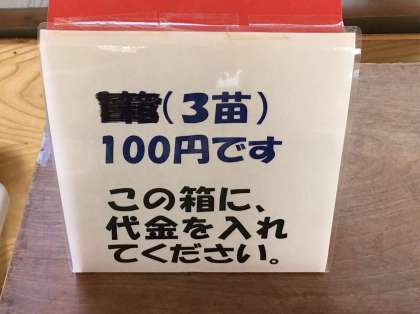 (3苗)
100円です
この箱に、
代金を入れ
てください。